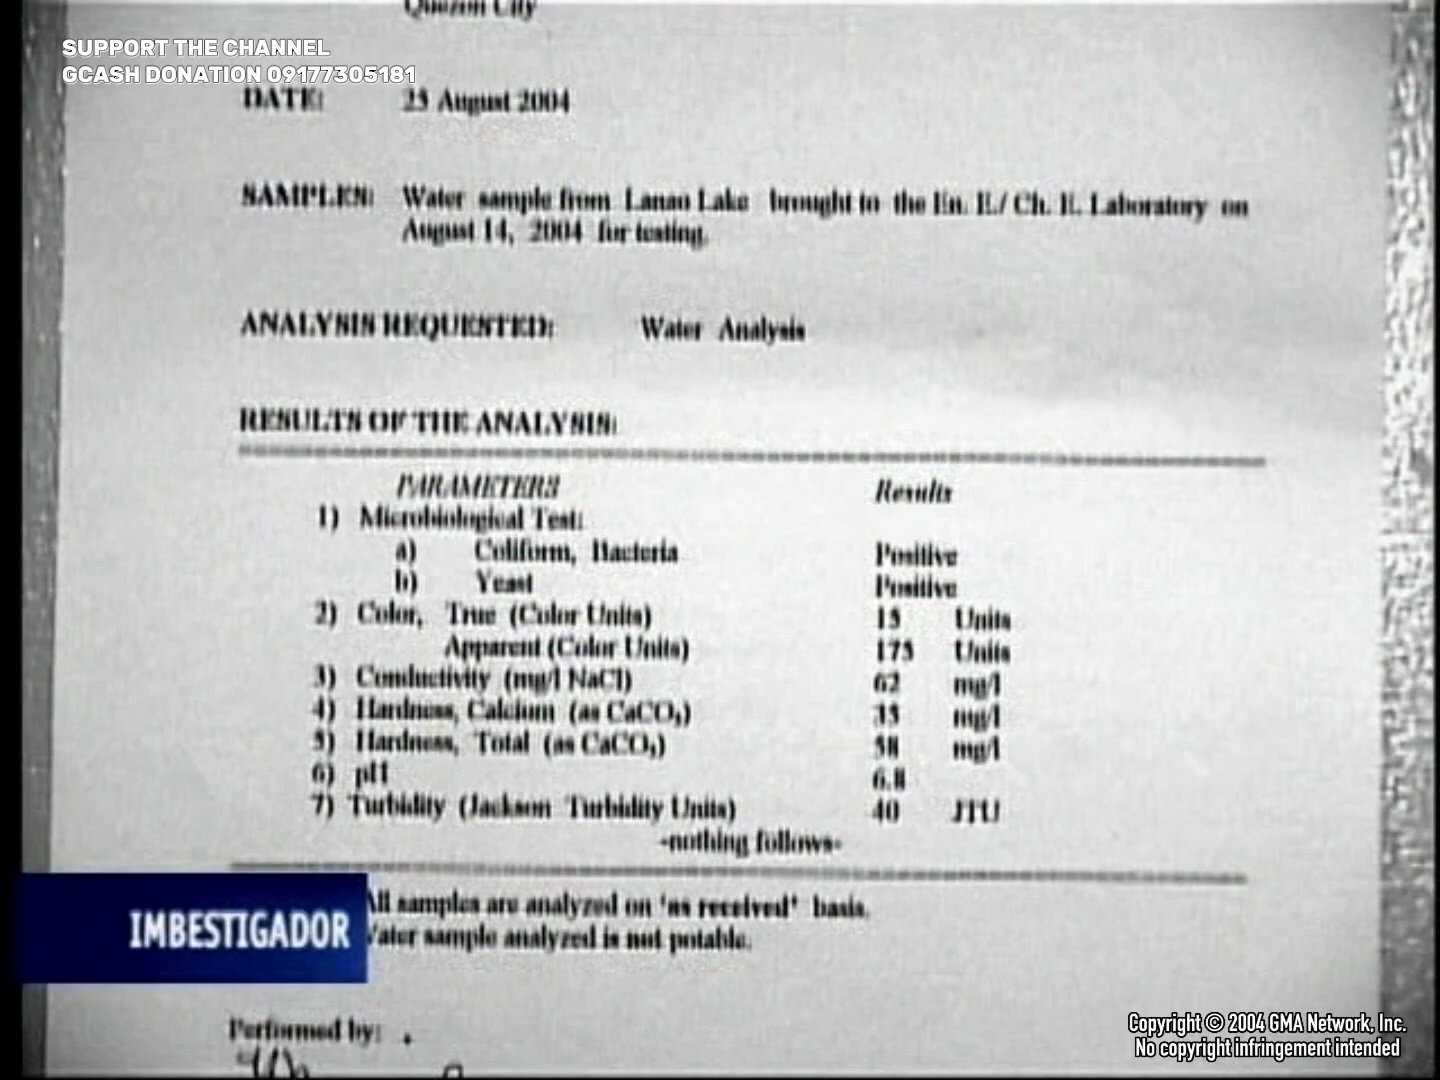 Quezon City
SUPPORT THE CHANNEL
GCASH DONATION 09177305181
DATE: 25 August 2004
SAMPLES: Water sample from Lanao Lake brought to the En. E./ Ch. E. Laboratory on
August 14, 2004 for testing.
ANALYSIS REQUESTED: Water Analysis
RESULTS OF THE ANALYSIS:
PARAMETERS Results
1) Microbiological Test:
a) Coliform, Bacteria Positive
b) Yeast Positive
2) Color, True (Color Units) 15 Units
Apparent (Color Units) 175 Units
3) Conductivity (mg/l NaCl) 62 mg/l
4) Hardness, Calcium (as CaCO₃) 35 mg/l
5) Hardness, Total (as CaCO₃) 58 mg/l
6) pH 6.8
7) Turbidity (Jackson Turbidity Units) 40 JTU
-nothing follows-
All samples are analyzed on 'as received' basis.
IMBESTIGADOR
Water sample analyzed is not potable.
Performed by:
Copyright © 2004 GMA Network, Inc.
No copyright infringement intended